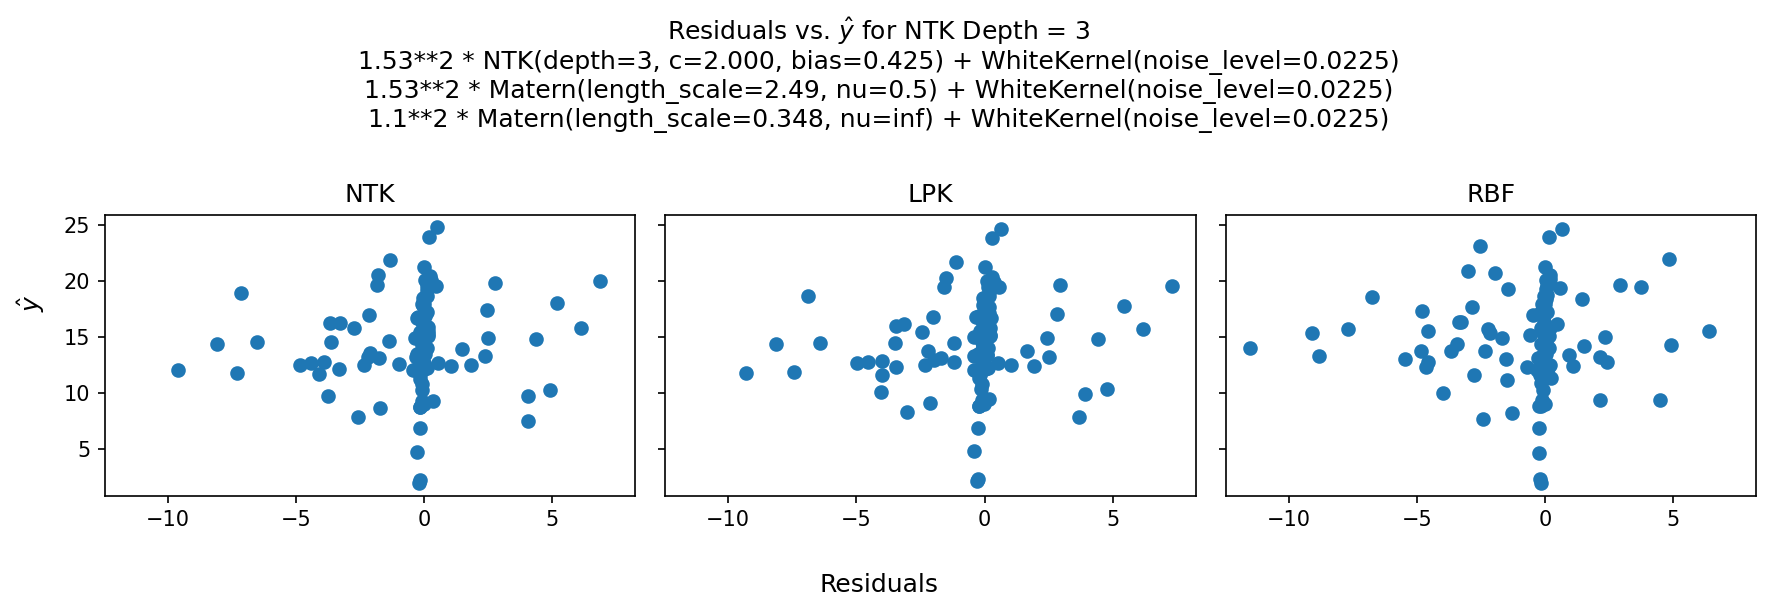 Residuals vs. ŷ for NTK Depth = 3
1.53**2 * NTK(depth=3, c=2.000, bias=0.425) + WhiteKernel(noise_level=0.0225)
1.53**2 * Matern(length_scale=2.49, nu=0.5) + WhiteKernel(noise_level=0.0225)
1.1**2 * Matern(length_scale=0.348, nu=inf) + WhiteKernel(noise_level=0.0225)
NTK LPK RBF
25
20
15
10
5
ŷ
−10 −5 0 5 −10 −5 0 5 −10 −5 0 5
Residuals